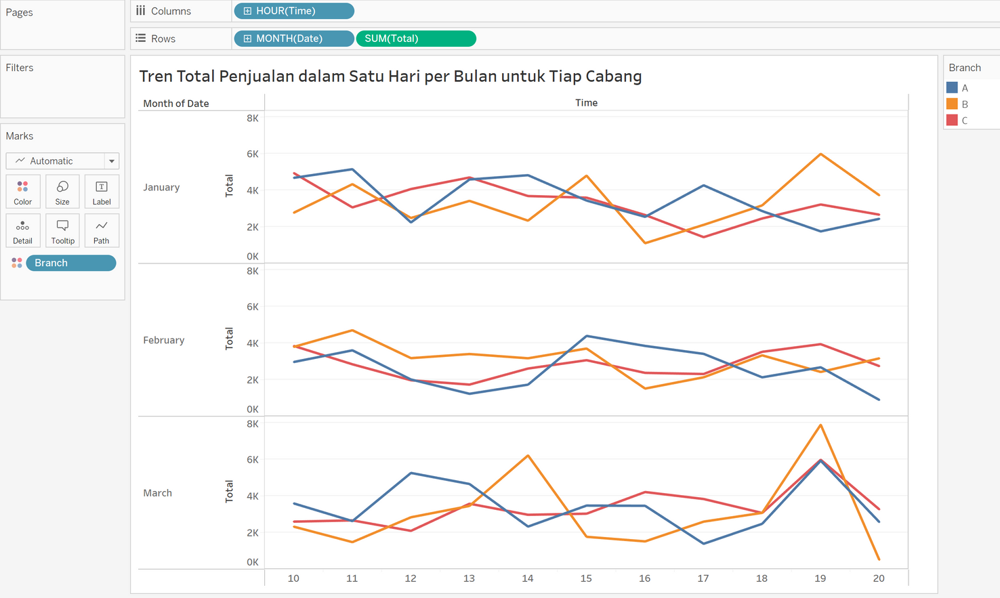 Pages
Columns
HOUR(Time)
Rows
MONTH(Date)
SUM(Total)
Filters
Marks
Automatic
Color
Size
Label
Detail
Tooltip
Path
Branch
Tren Total Penjualan dalam Satu Hari per Bulan untuk Tiap Cabang
Month of Date
Time
January
Total
8K
6K
4K
2K
0K
February
Total
8K
6K
4K
2K
0K
March
Total
8K
6K
4K
2K
0K
10 11 12 13 14 15 16 17 18 19 20
Branch
A
B
C